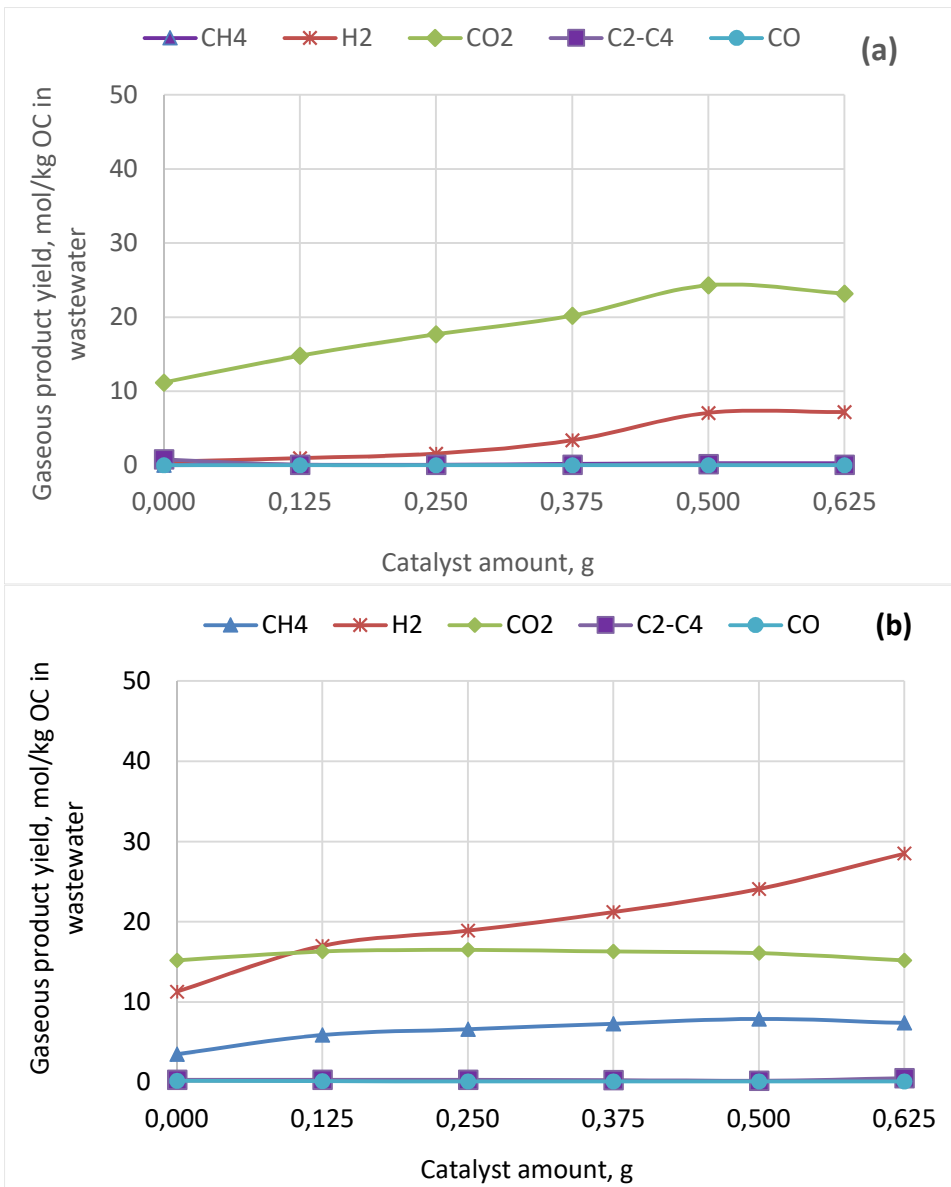 CH4 H2 CO2 C2-C4 CO (a)
Gaseous product yield, mol/kg OC in
wastewater
50
40
30
20
10
0
0,000 0,125 0,250 0,375 0,500 0,625
Catalyst amount, g
CH4 H2 CO2 C2-C4 CO (b)
Gaseous product yield, mol/kg OC in
wastewater
50
40
30
20
10
0
0,000 0,125 0,250 0,375 0,500 0,625
Catalyst amount, g